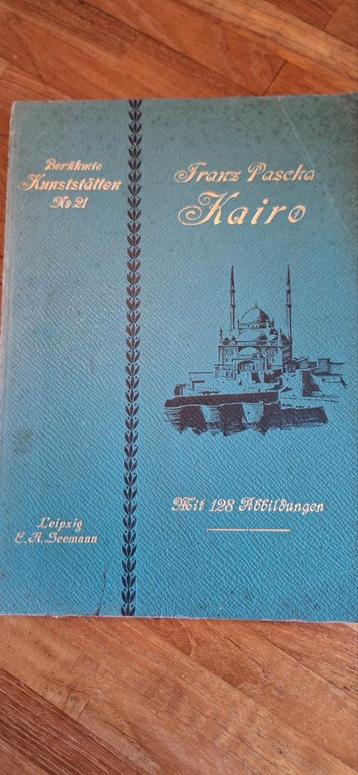 Berühmte
Kunststätten
No 21
Franz Pascha
Kairo
Mit 128 Abbildungen
Leipzig
E. A. Seemann